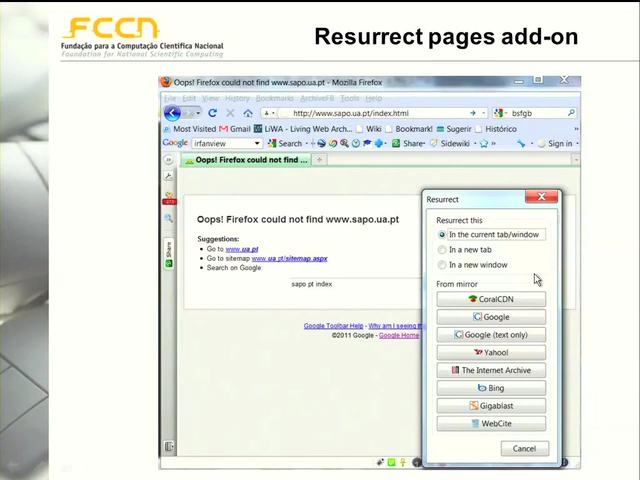 FCCN
Fundação para a Computação Científica Nacional
Foundation for National Scientific Computing
Resurrect pages add-on
Oops! Firefox could not find www.sapo.ua.pt - Mozilla Firefox
File Edit View History Bookmarks ArchiveFB Tools Help
http://www.sapo.ua.pt/index.html
bsfgb
Most Visited Gmail LiWA - Living Web Arch... Wiki Bookmark! Sugerir Histórico
Google irfanview Search Share Sidewiki Sign in
Oops! Firefox could not find ...
Share
Oops! Firefox could not find www.sapo.ua.pt
Suggestions:
Go to www.ua.pt
Go to sitemap www.ua.pt/sitemap.aspx
Search on Google:
sapo pt index
Google Toolbar Help - Why am I seeing th
©2011 Google - Google Home
Resurrect
Resurrect this
In the current tab/window
In a new tab
In a new window
From mirror
CoralCDN
Google
Google (text only)
Yahoo!
The Internet Archive
Bing
Gigablast
WebCite
Cancel